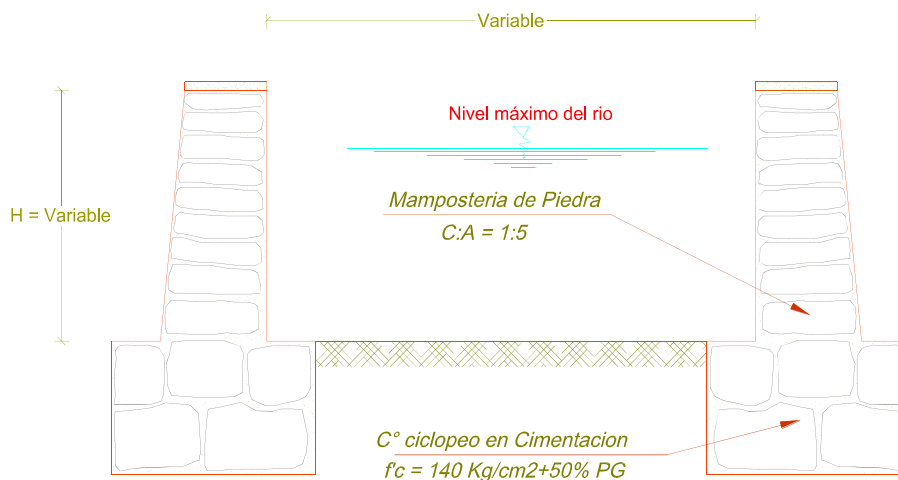 Variable
Nivel máximo del rio
H = Variable
Mamposteria de Piedra
C:A = 1:5
C° ciclopeo en Cimentacion
f'c = 140 Kg/cm2+50% PG